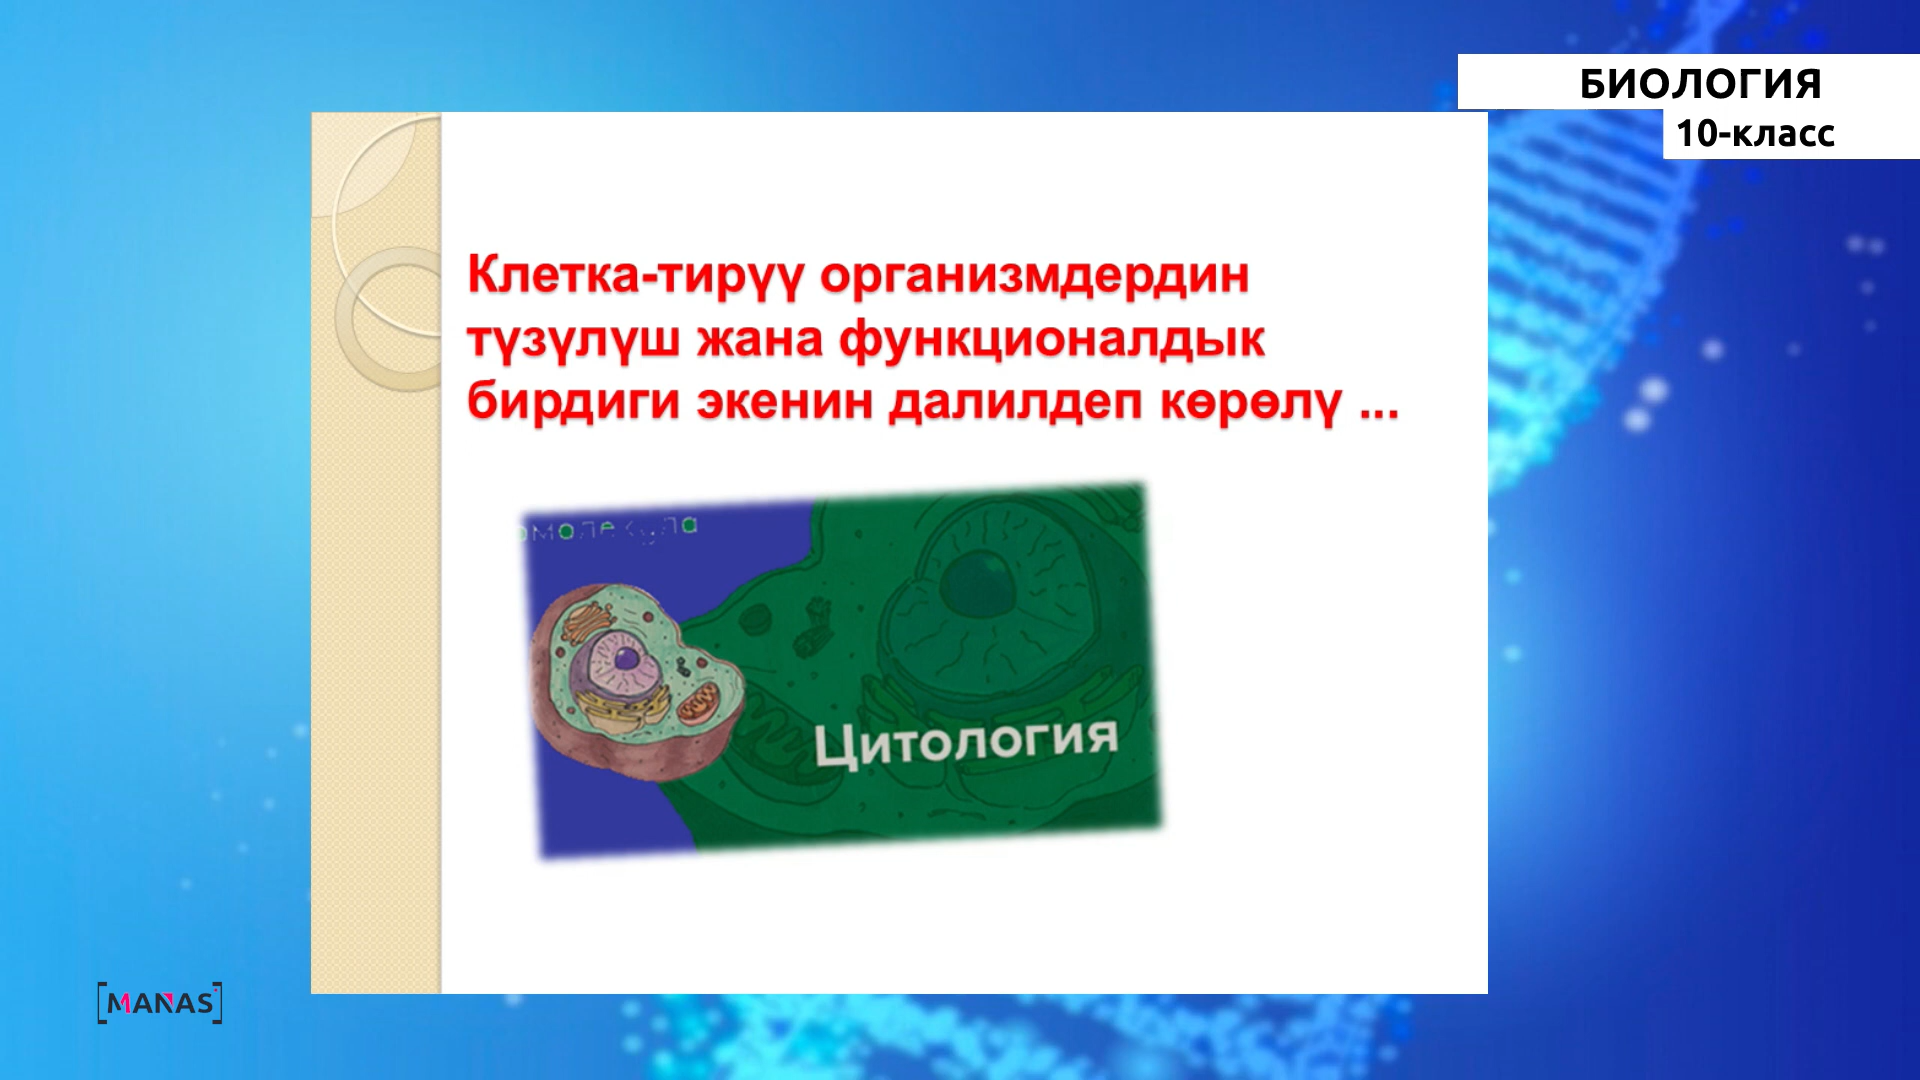 БИОЛОГИЯ
10-класс
Клетка-тирүү организмдердин
түзүлүш жана функционалдык
бирдиги экенин далилдеп көрөлү ...
Цитология
[MANAS]